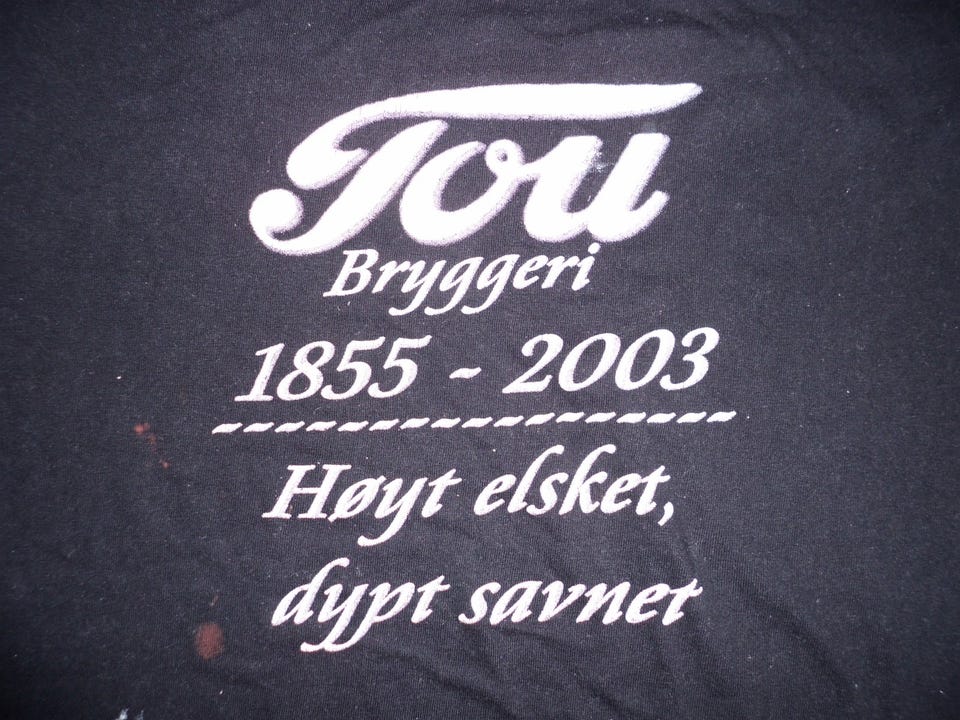 Tou
Bryggeri
1855 - 2003
-----------------
Høyt elsket,
dypt savnet